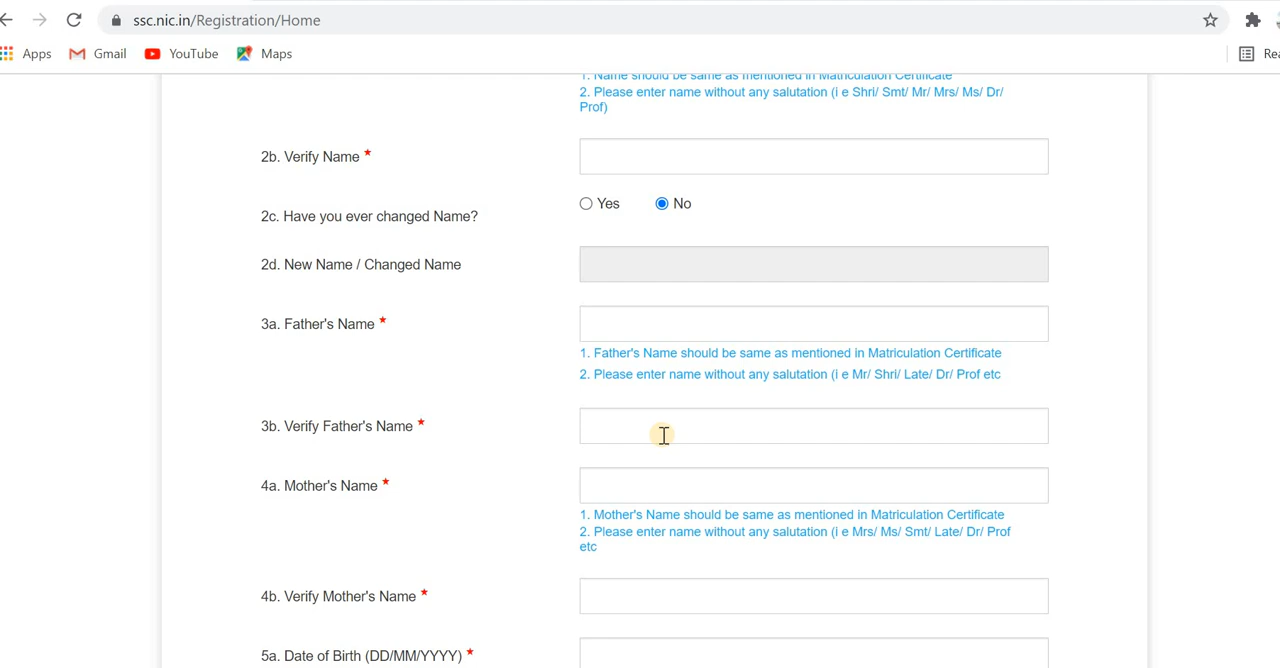 ssc.nic.in/Registration/Home
Apps Gmail YouTube Maps Rea
1. Name should be same as mentioned in Matriculation Certificate
2. Please enter name without any salutation (i e Shri/ Smt/ Mr/ Mrs/ Ms/ Dr/
Prof)
2b. Verify Name *
2c. Have you ever changed Name? Yes No
2d. New Name / Changed Name
3a. Father's Name *
1. Father's Name should be same as mentioned in Matriculation Certificate
2. Please enter name without any salutation (i e Mr/ Shri/ Late/ Dr/ Prof etc
3b. Verify Father's Name *
4a. Mother's Name *
1. Mother's Name should be same as mentioned in Matriculation Certificate
2. Please enter name without any salutation (i e Mrs/ Ms/ Smt/ Late/ Dr/ Prof
etc
4b. Verify Mother's Name *
5a. Date of Birth (DD/MM/YYYY) *